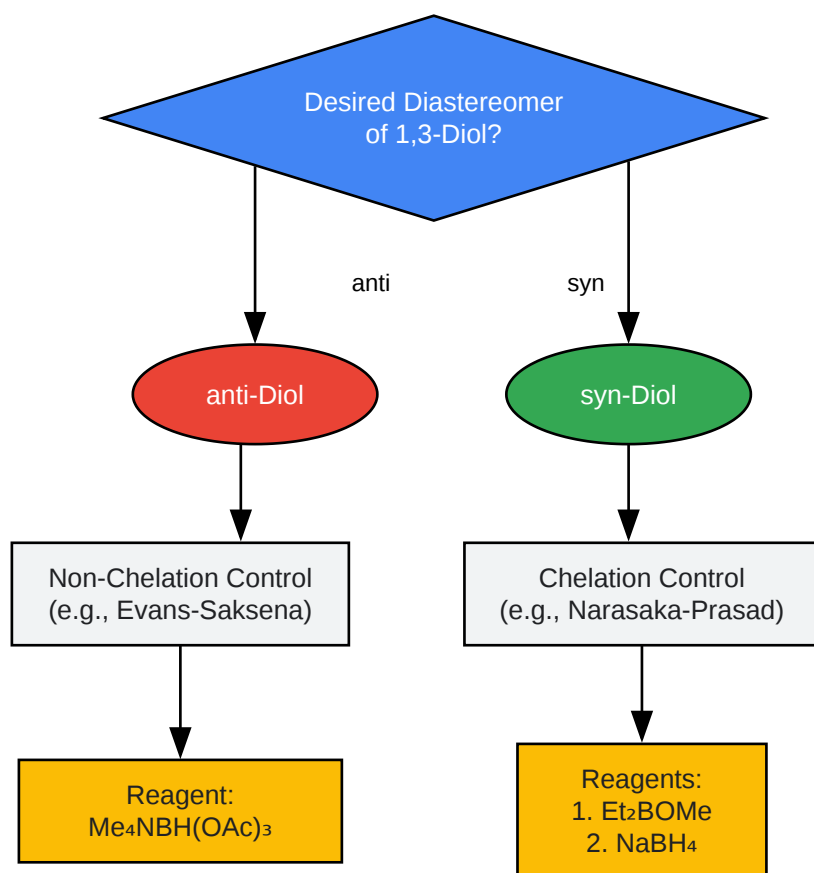 Desired Diastereomer
of 1,3-Diol?
anti
syn
anti-Diol
syn-Diol
Non-Chelation Control
(e.g., Evans-Saksena)
Chelation Control
(e.g., Narasaka-Prasad)
Reagent:
Me₄NBH(OAc)₃
Reagents:
1. Et₂BOMe
2. NaBH₄